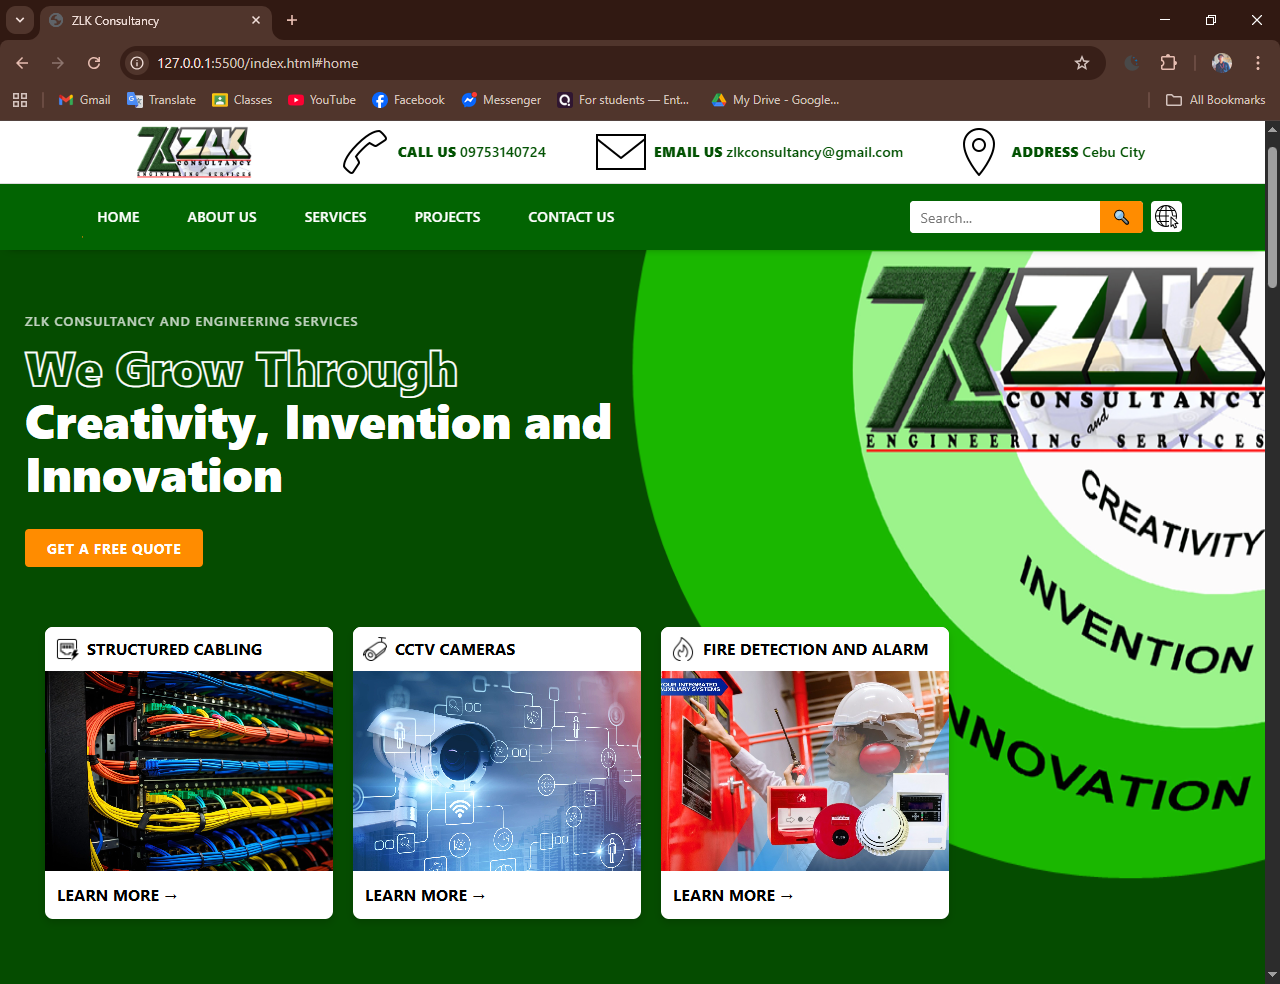 ZLK Consultancy
127.0.0.1:5500/index.html#home
Gmail
Translate
Classes
YouTube
Facebook
Messenger
For students — Ent...
My Drive - Google...
All Bookmarks
ZLK
CONSULTANCY
ENGINEERING SERVICES
CALL US 09753140724
EMAIL US zlkconsultancy@gmail.com
ADDRESS Cebu City
HOME
ABOUT US
SERVICES
PROJECTS
CONTACT US
Search...
ZLK CONSULTANCY AND ENGINEERING SERVICES
We Grow Through
Creativity, Invention and
Innovation
GET A FREE QUOTE
ZLK
CONSULTANCY
and
ENGINEERING SERVICES
CREATIVITY
INVENTION
INNOVATION
STRUCTURED CABLING
LEARN MORE →
CCTV CAMERAS
LEARN MORE →
FIRE DETECTION AND ALARM
YOUR INTEGRATED
AUXILIARY SYSTEMS
LEARN MORE →